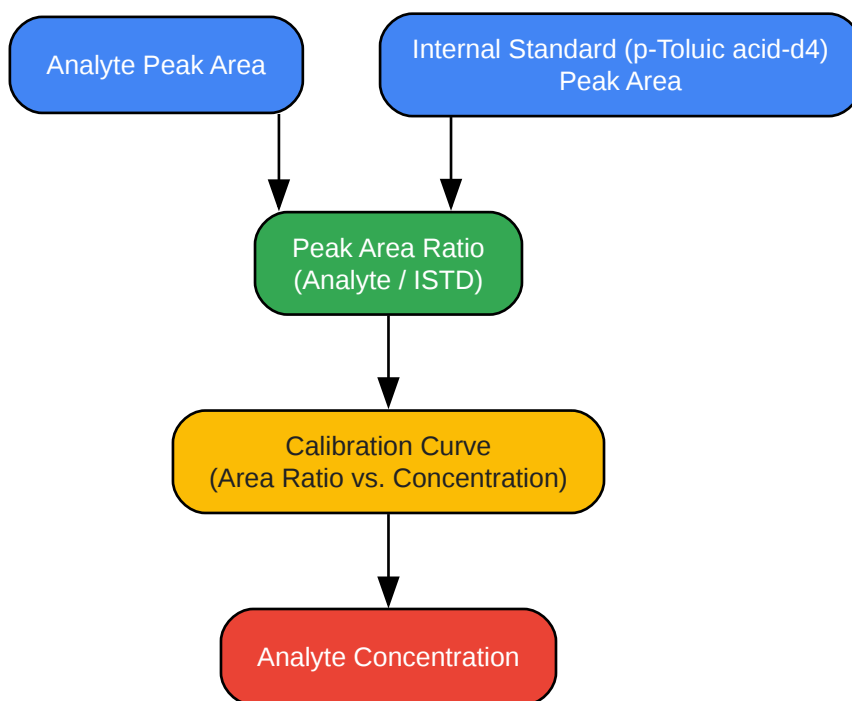 Analyte Peak Area
Internal Standard (p-Toluic acid-d4)
Peak Area
Peak Area Ratio
(Analyte / ISTD)
Calibration Curve
(Area Ratio vs. Concentration)
Analyte Concentration